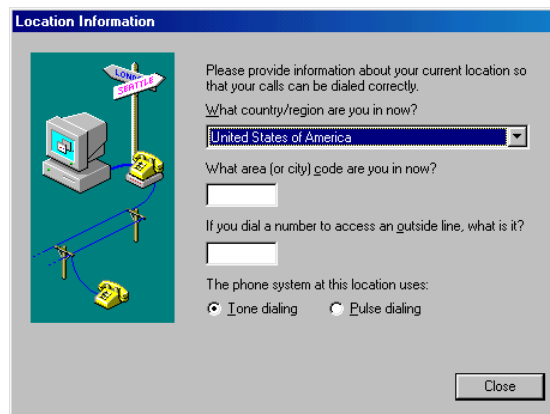 Location Information
LONDON
SEATTLE
Please provide information about your current location so
that your calls can be dialed correctly.
What country/region are you in now?
United States of America
What area (or city) code are you in now?
If you dial a number to access an outside line, what is it?
The phone system at this location uses:
Tone dialing
Pulse dialing
Close